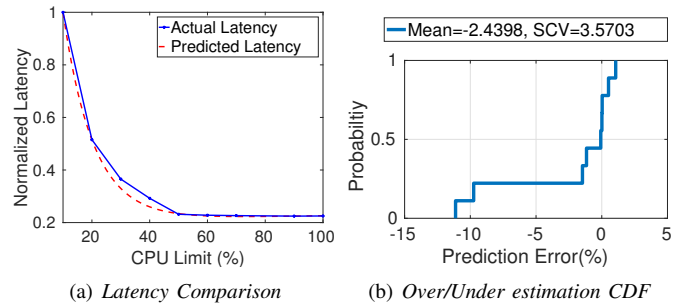 Actual Latency
Predicted Latency
Normalized Latency
1
0.8
0.6
0.4
0.2
20 40 60 80 100
CPU Limit (%)
(a) Latency Comparison
Mean=-2.4398, SCV=3.5703
Probabiltiy
1
0.5
0
-15 -10 -5 0 5
Prediction Error(%)
(b) Over/Under estimation CDF